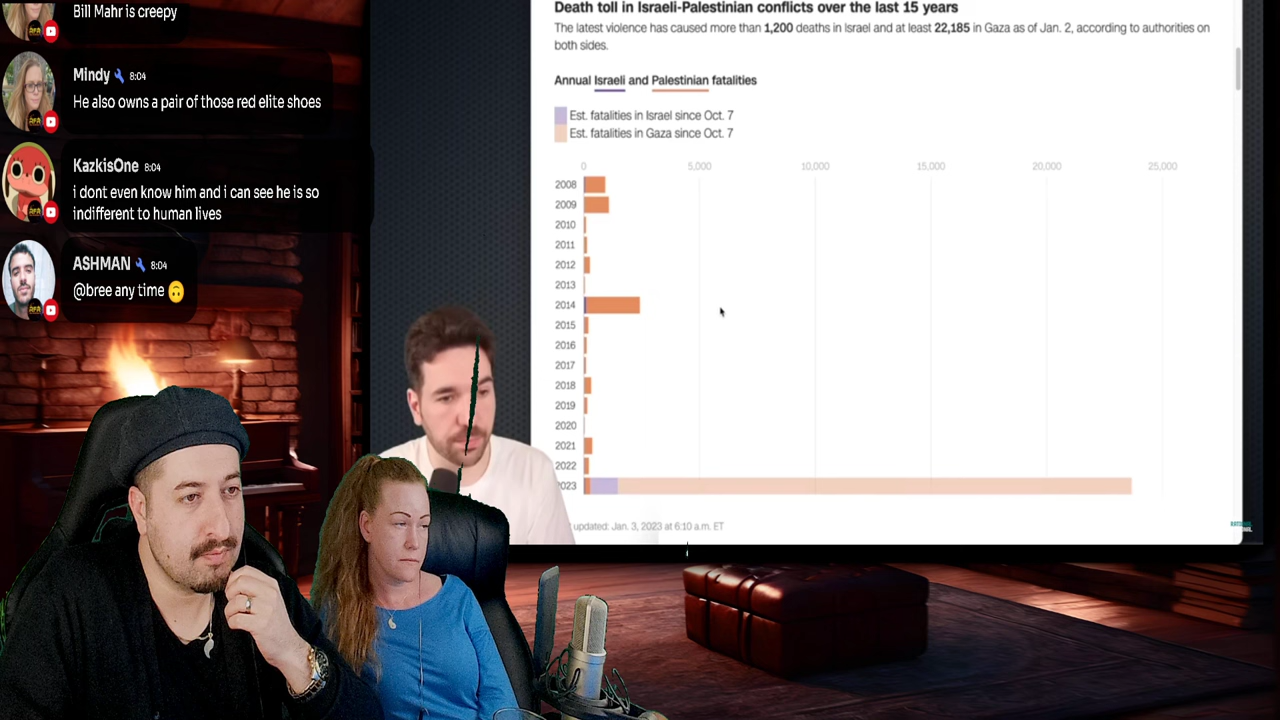 Bill Mahr is creepy
Mindy 8:04
He also owns a pair of those red elite shoes
KazkisOne 8:04
i dont even know him and i can see he is so
indifferent to human lives
ASHMAN 8:04
@bree any time 🙃
Death toll in Israeli-Palestinian conflicts over the last 15 years
The latest violence has caused more than 1,200 deaths in Israel and at least 22,185 in Gaza as of Jan. 2, according to authorities on
both sides.
Annual Israeli and Palestinian fatalities
Est. fatalities in Israel since Oct. 7
Est. fatalities in Gaza since Oct. 7
0 5,000 10,000 15,000 20,000 25,000
2008
2009
2010
2011
2012
2013
2014
2015
2016
2017
2018
2019
2020
2021
2022
023
updated: Jan. 3, 2023 at 6:10 a.m. ET